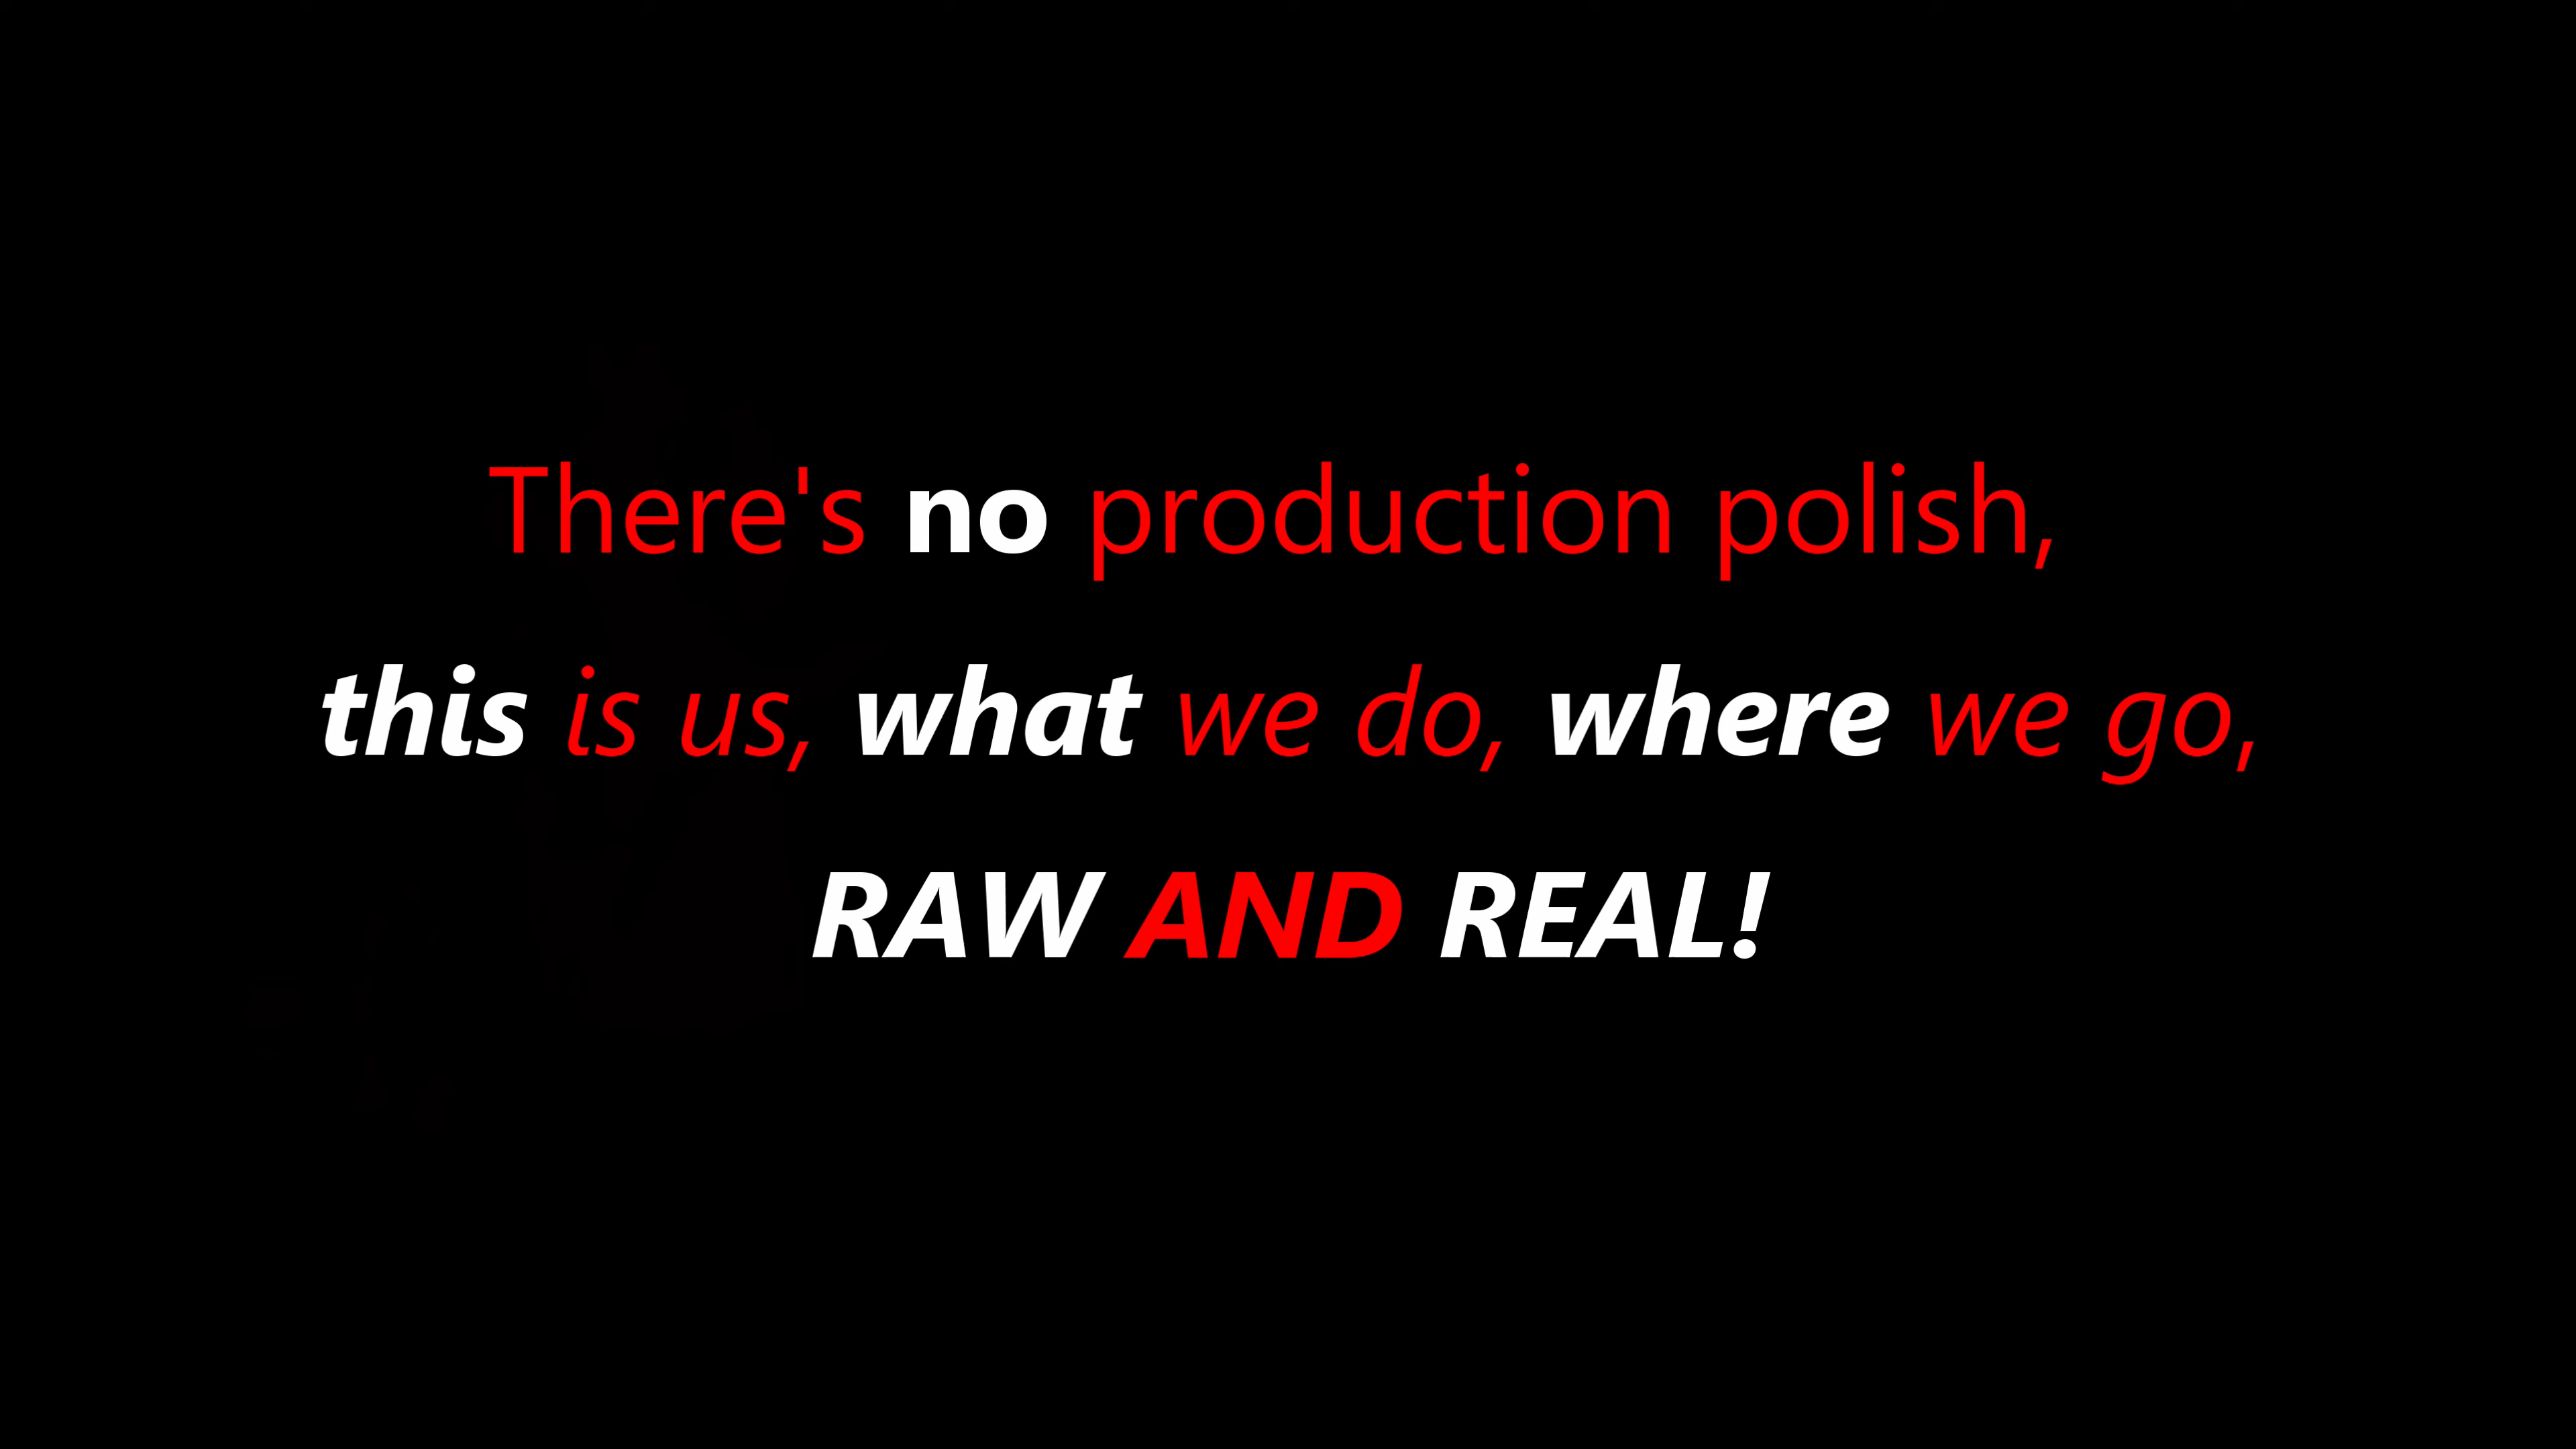 There's no production polish,
this is us, what we do, where we go,
RAW AND REAL!